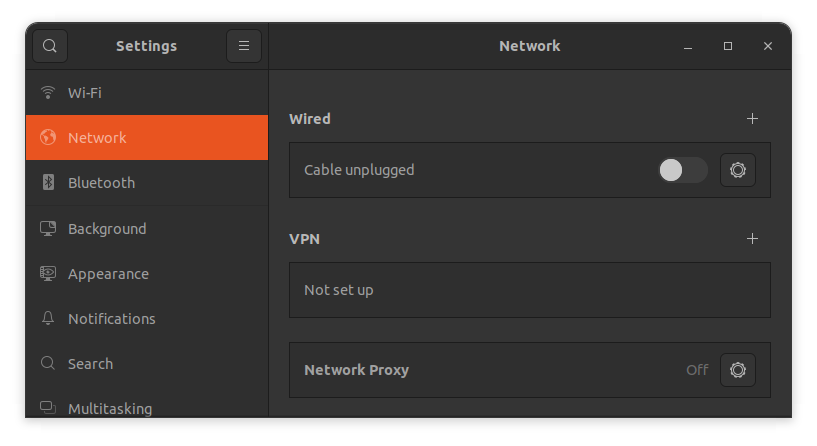 Settings
Network
Wi-Fi
Network
Bluetooth
Background
Appearance
Notifications
Search
Multitasking
Wired
Cable unplugged
VPN
Not set up
Network Proxy Off